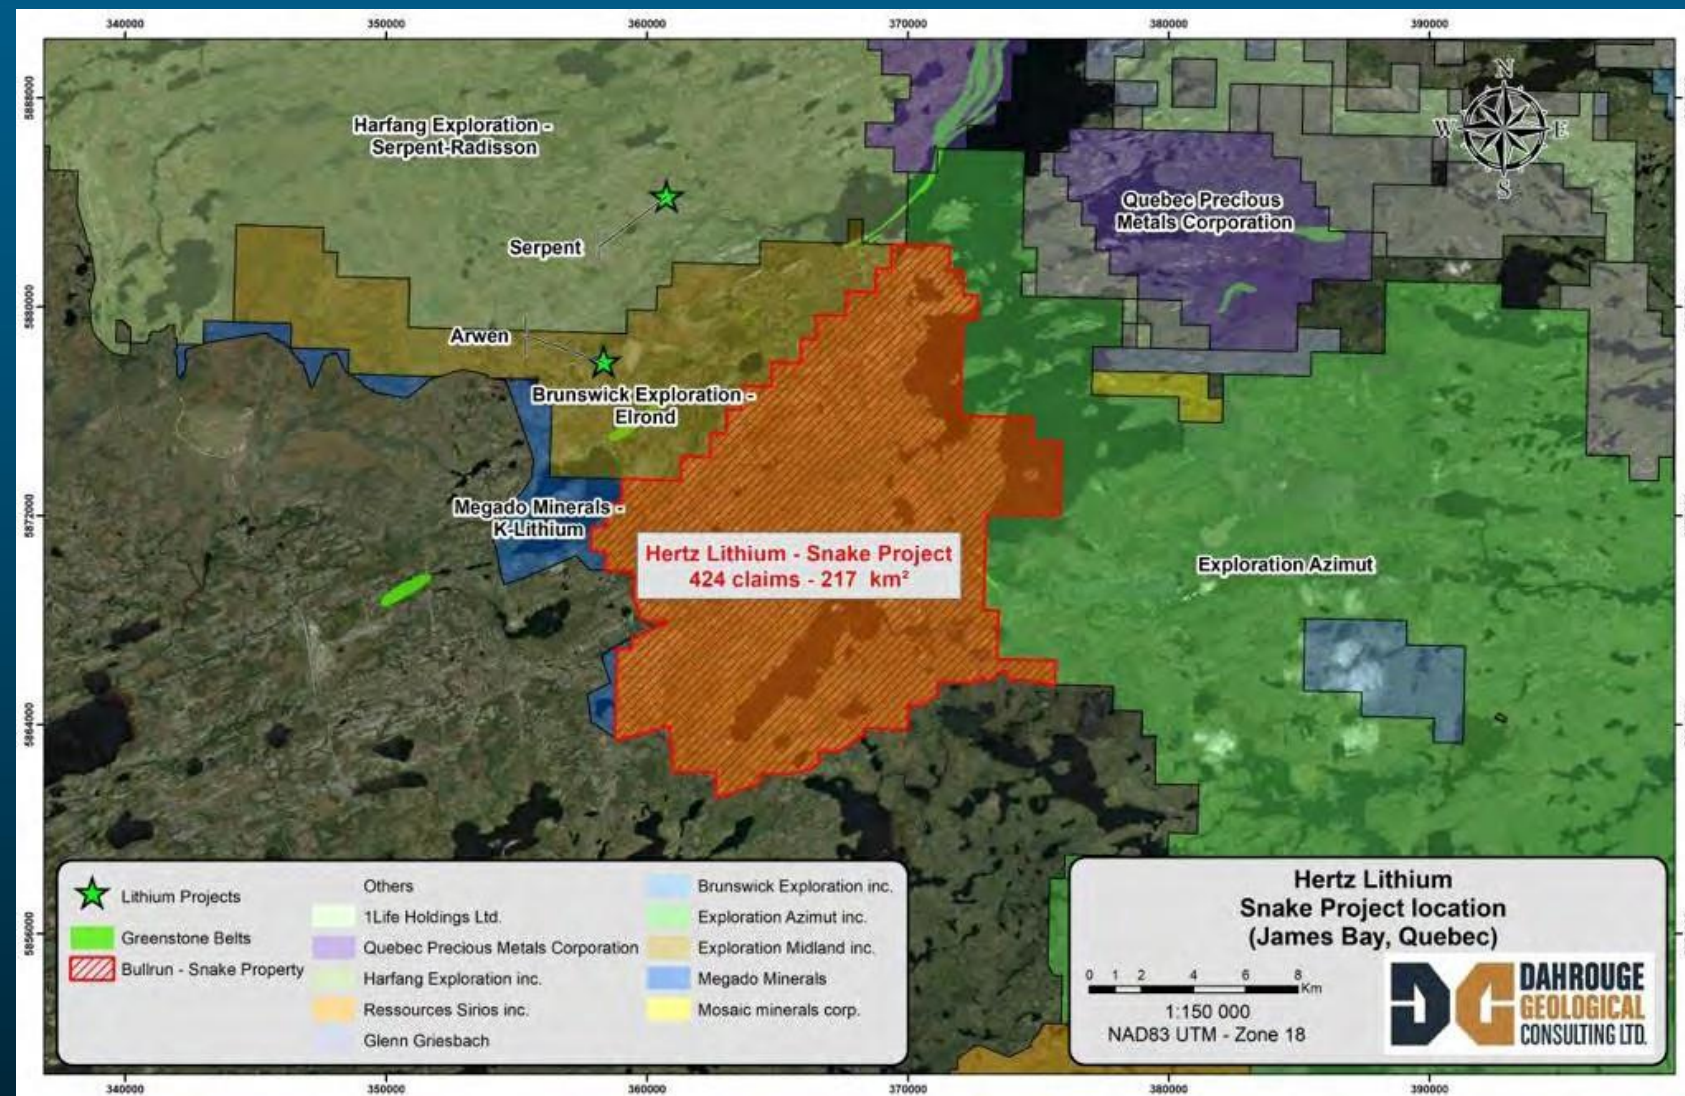 340000
350000
360000
370000
380000
390000
5888000
5880000
5872000
5864000
5856000
Harfang Exploration -
Serpent-Radisson
Serpent
Arwen
Brunswick Exploration -
Elrond
Megado Minerals -
K-Lithium
Hertz Lithium - Snake Project
424 claims - 217 km²
Quebec Precious
Metals Corporation
Exploration Azimut
N
W
E
S
Lithium Projects
Greenstone Belts
Bullrun - Snake Property
Others
1Life Holdings Ltd.
Quebec Precious Metals Corporation
Harfang Exploration inc.
Ressources Sirios inc.
Glenn Griesbach
Brunswick Exploration inc.
Exploration Azimut inc.
Exploration Midland inc.
Megado Minerals
Mosaic minerals corp.
Hertz Lithium
Snake Project location
(James Bay, Quebec)
0 1 2 4 6 8
Km
1:150 000
NAD83 UTM - Zone 18
DAHROUGE
GEOLOGICAL
CONSULTING LTD.
340000
350000
360000
370000
380000
390000